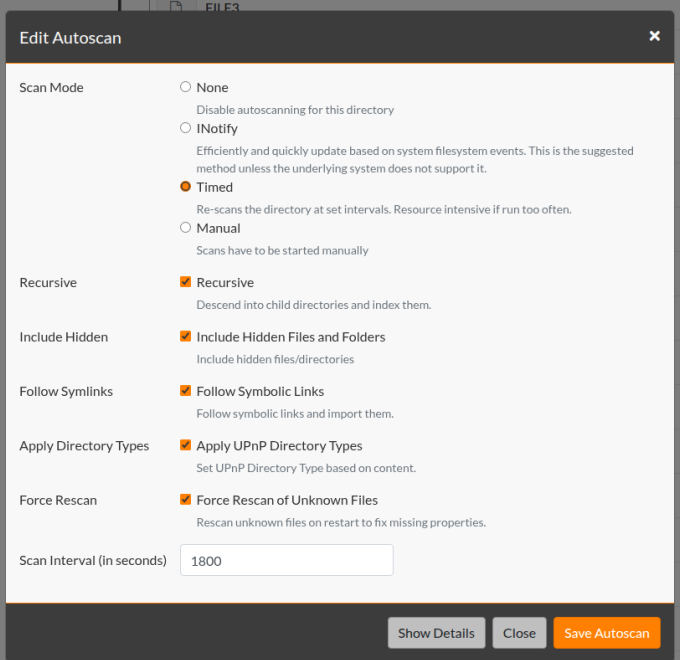 FILE3
Edit Autoscan
Scan Mode
None
Disable autoscanning for this directory
INotify
Efficiently and quickly update based on system filesystem events. This is the suggested
method unless the underlying system does not support it.
Timed
Re-scans the directory at set intervals. Resource intensive if run too often.
Manual
Scans have to be started manually
Recursive
Recursive
Descend into child directories and index them.
Include Hidden
Include Hidden Files and Folders
Include hidden files/directories
Follow Symlinks
Follow Symbolic Links
Follow symbolic links and import them.
Apply Directory Types
Apply UPnP Directory Types
Set UPnP Directory Type based on content.
Force Rescan
Force Rescan of Unknown Files
Rescan unknown files on restart to fix missing properties.
Scan Interval (in seconds)
1800
Show Details
Close
Save Autoscan